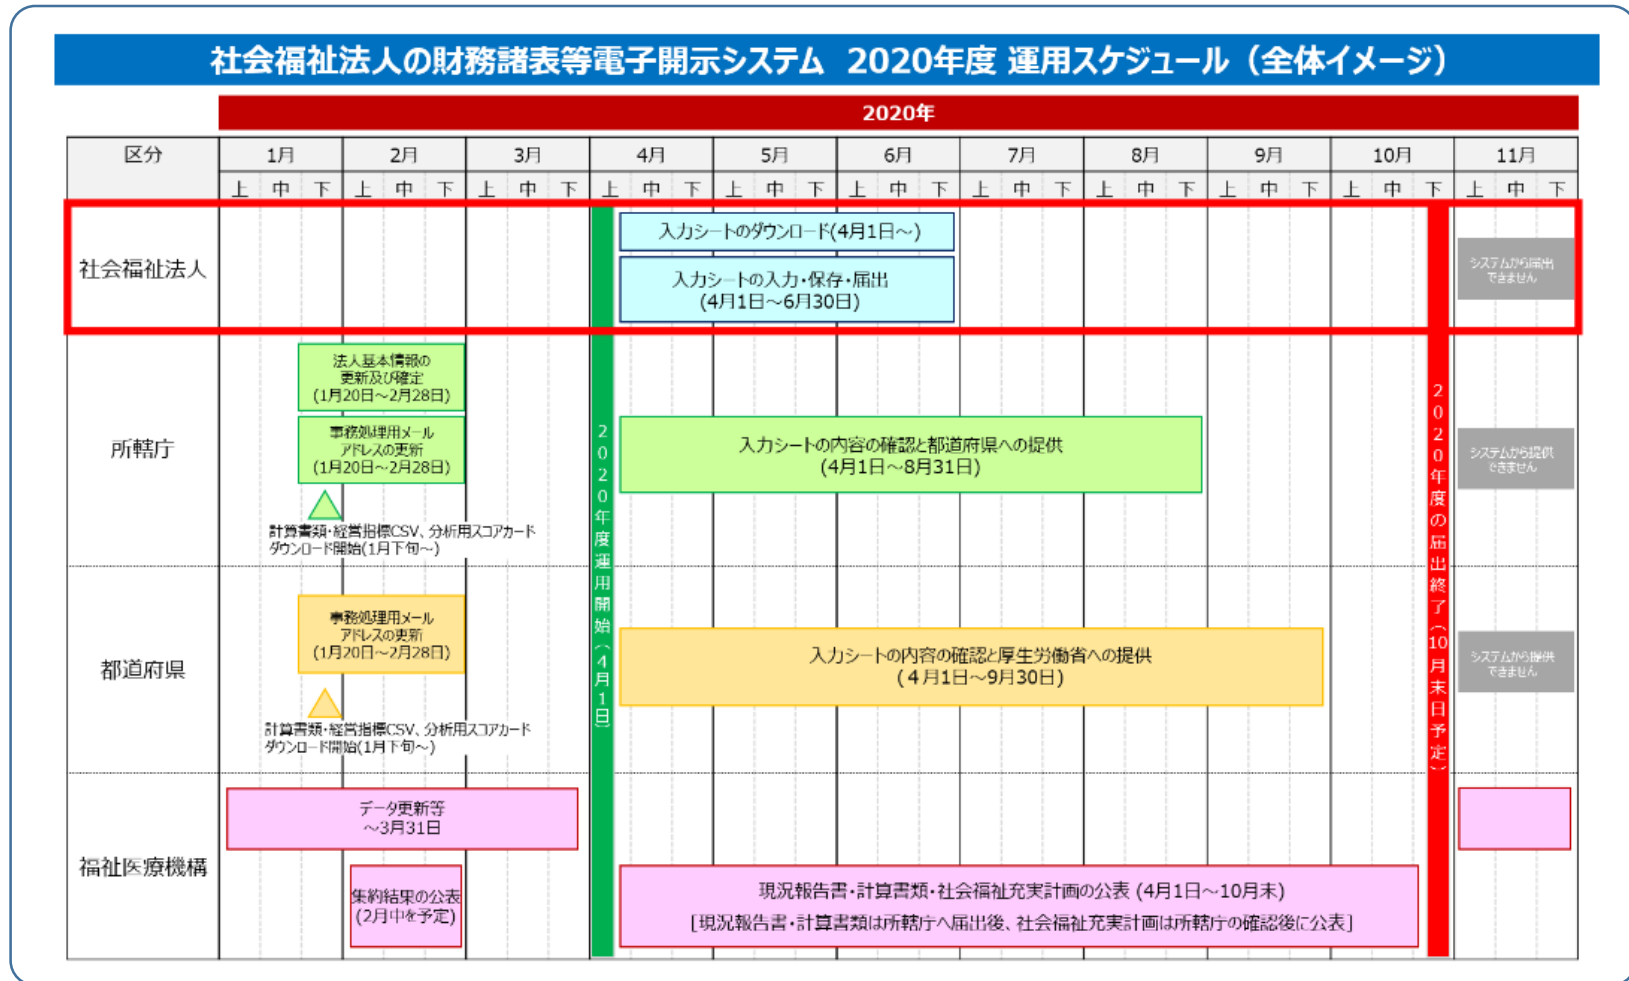 社会福祉法人の財務諸表等電子開示システム 2020年度 運用スケジュール（全体イメージ）
2020年
区分 1月 2月 3月 4月 5月 6月 7月 8月 9月 10月 11月
上 中 下 上 中 下 上 中 下 上 中 下 上 中 下 上 中 下 上 中 下 上 中 下 上 中 下 上 中 下 上 中 下
社会福祉法人
入力シートのダウンロード(4月1日～)
入力シートの入力・保存・届出
(4月1日～6月30日)
システムから届出
できません
2020年度運用開始（4月1日）
2020年度の届出終了（10月末日予定）
所轄庁
法人基本情報の
更新及び確定
(1月20日～2月28日)
事務処理用メール
アドレスの更新
(1月20日～2月28日)
計算書類・経営指標CSV、分析用スコアカード
ダウンロード開始(1月下旬～)
入力シートの内容の確認と都道府県への提供
(4月1日～8月31日)
システムから提供
できません
都道府県
事務処理用メール
アドレスの更新
(1月20日～2月28日)
計算書類・経営指標CSV、分析用スコアカード
ダウンロード開始(1月下旬～)
入力シートの内容の確認と厚生労働省への提供
(4月1日～9月30日)
システムから提供
できません
福祉医療機構
データ更新等
～3月31日
集約結果の公表
(2月中を予定)
現況報告書・計算書類・社会福祉充実計画の公表 (4月1日～10月末)
[現況報告書・計算書類は所轄庁へ届出後、社会福祉充実計画は所轄庁の確認後に公表]